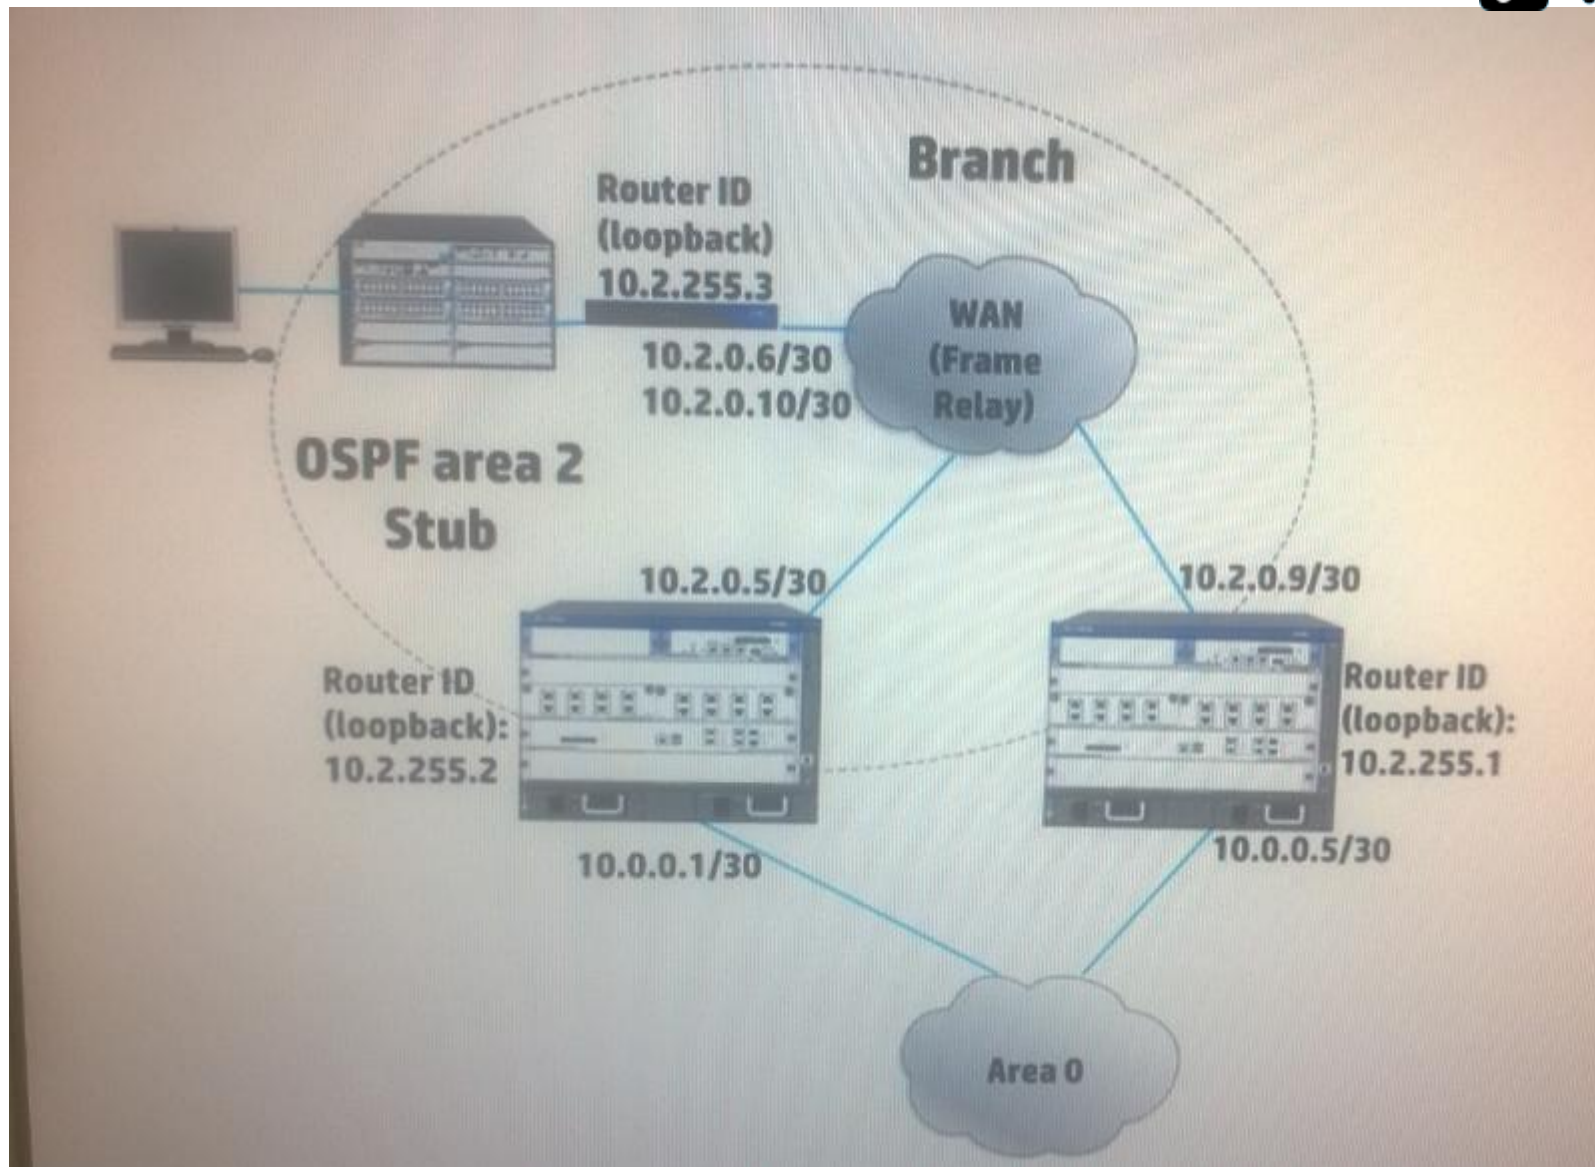 Branch
Router ID
(loopback)
10.2.255.3
WAN
(Frame
Relay)
10.2.0.6/30
10.2.0.10/30
OSPF area 2
Stub
10.2.0.5/30
10.2.0.9/30
Router ID
(loopback):
10.2.255.2
Router ID
(loopback):
10.2.255.1
10.0.0.1/30
10.0.0.5/30
Area 0